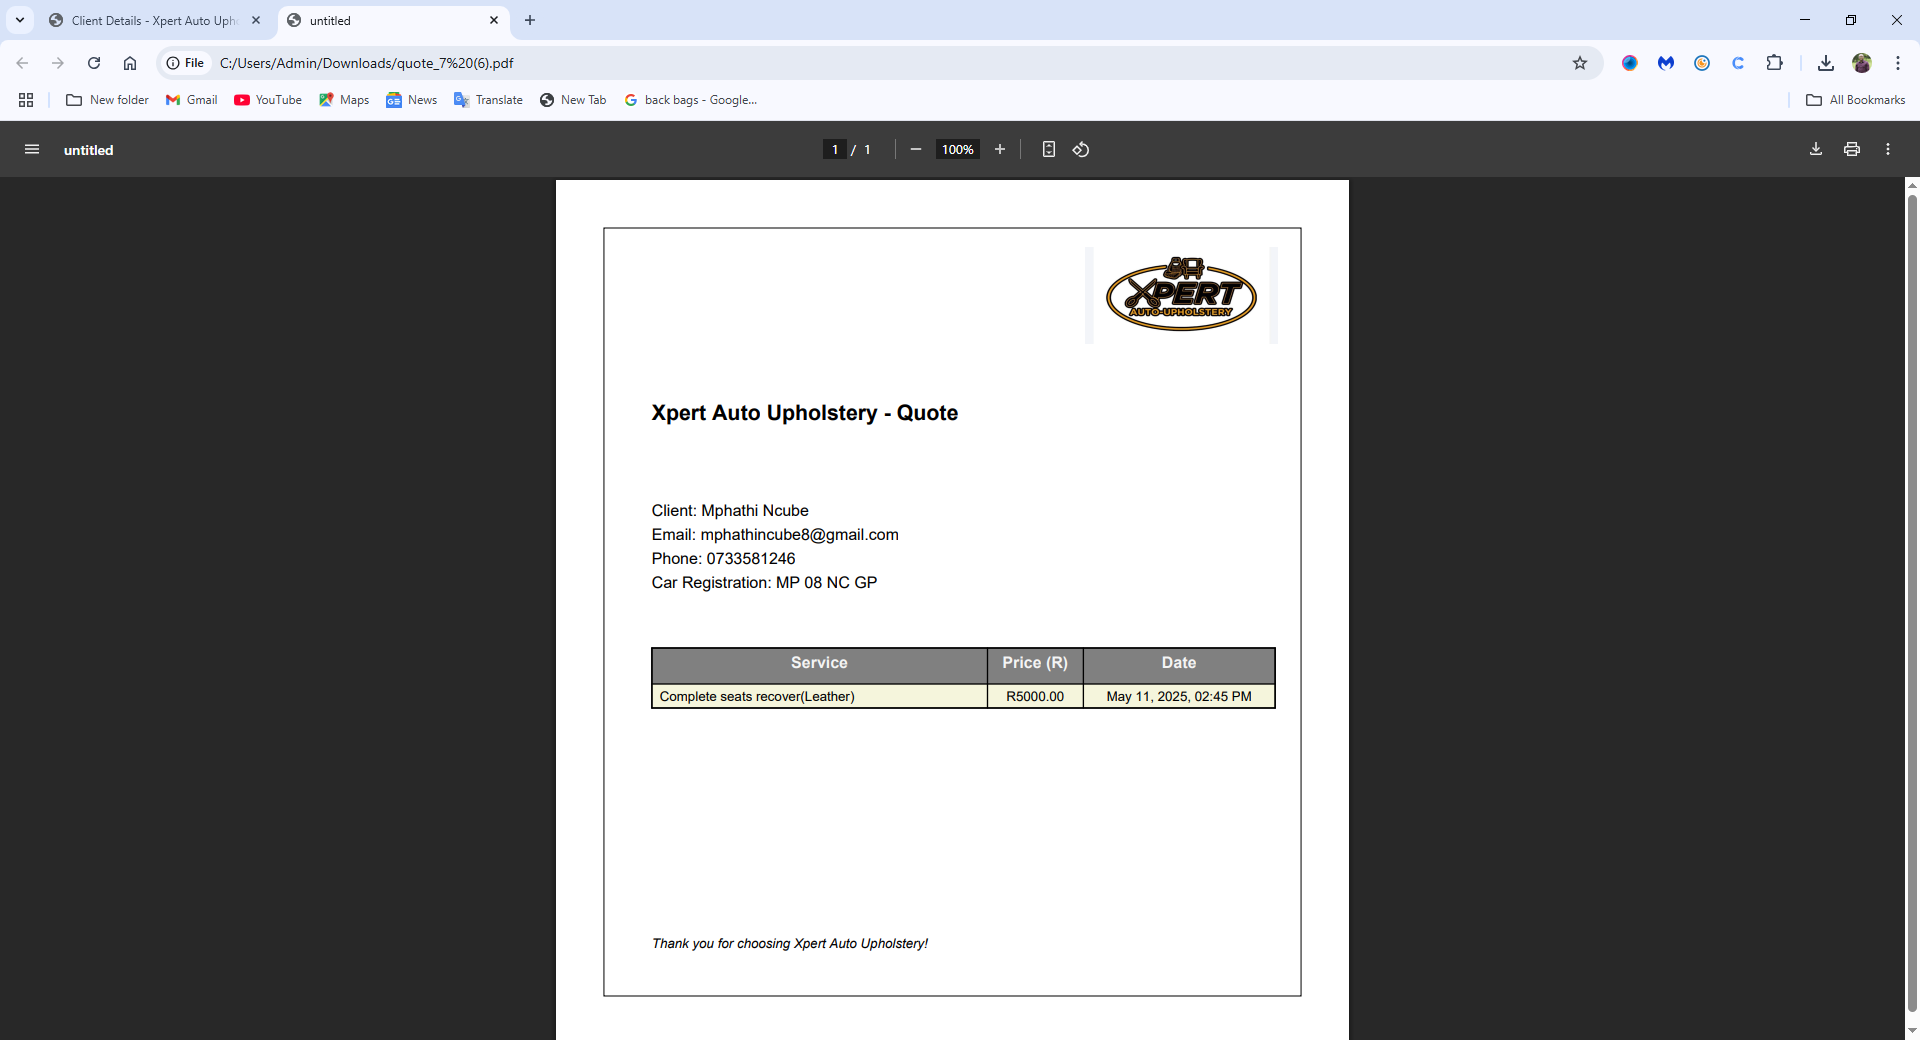 Client Details - Xpert Auto Uph
untitled
File
C:/Users/Admin/Downloads/quote_7%20(6).pdf
New folder
Gmail
YouTube
Maps
News
Translate
New Tab
back bags - Google...
All Bookmarks
untitled
1 / 1
100%
XPERT
AUTO-UPHOLSTERY
Xpert Auto Upholstery - Quote
Client: Mphathi Ncube
Email: mphathincube8@gmail.com
Phone: 0733581246
Car Registration: MP 08 NC GP
Service Price (R) Date
Complete seats recover(Leather) R5000.00 May 11, 2025, 02:45 PM
Thank you for choosing Xpert Auto Upholstery!